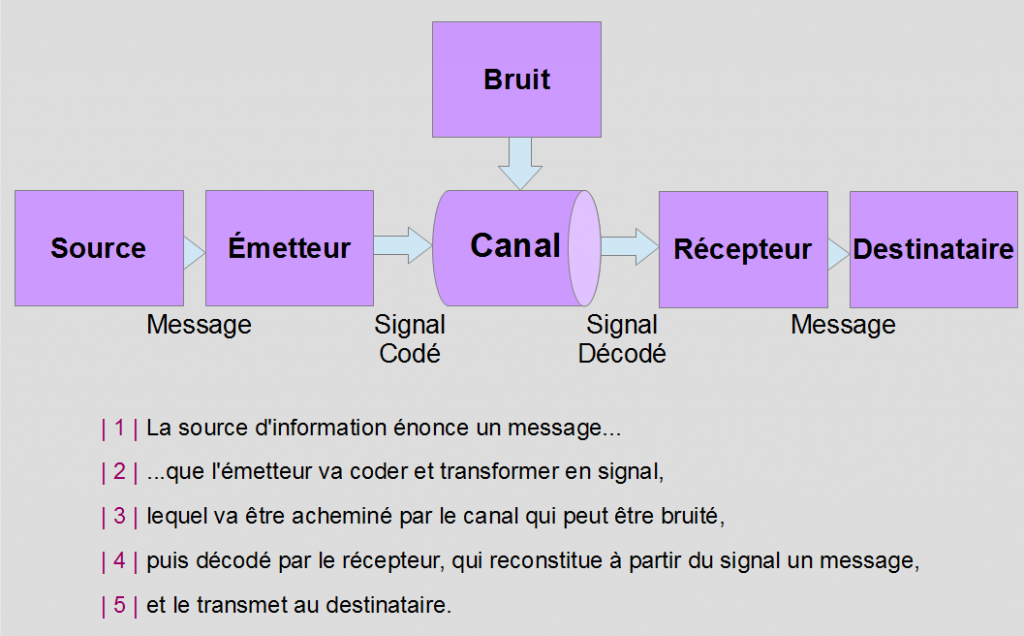 Bruit
Source
Émetteur
Canal
Récepteur
Destinataire
Message
Signal
Codé
Signal
Décodé
Message
| 1 | La source d'information énonce un message...
| 2 | ...que l'émetteur va coder et transformer en signal,
| 3 | lequel va être acheminé par le canal qui peut être bruité,
| 4 | puis décodé par le récepteur, qui reconstitue à partir du signal un message,
| 5 | et le transmet au destinataire.